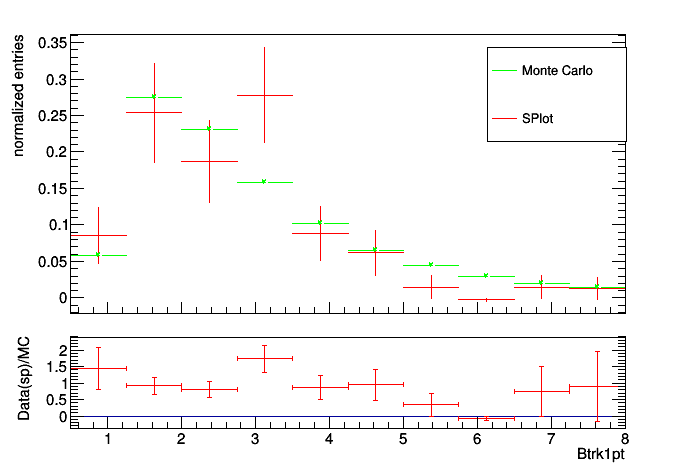 normalized entries
0.35
0.3
0.25
0.2
0.15
0.1
0.05
0
Monte Carlo
SPlot
Data(sp)/MC
2
1.5
1
0.5
0
1 2 3 4 5 6 7 8
Btrk1pt